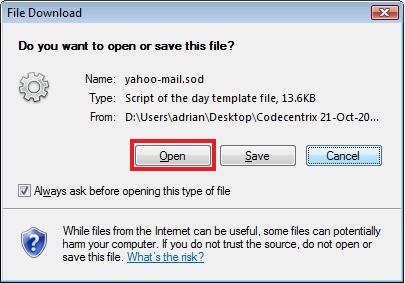 File Download
Do you want to open or save this file?
Name: yahoo-mail.sod
Type: Script of the day template file, 13.6KB
From: D:\Users\adrian\Desktop\Codecentrix 21-Oct-20...
Open Save Cancel
Always ask before opening this type of file
While files from the Internet can be useful, some files can potentially
harm your computer. If you do not trust the source, do not open or
save this file. What's the risk?